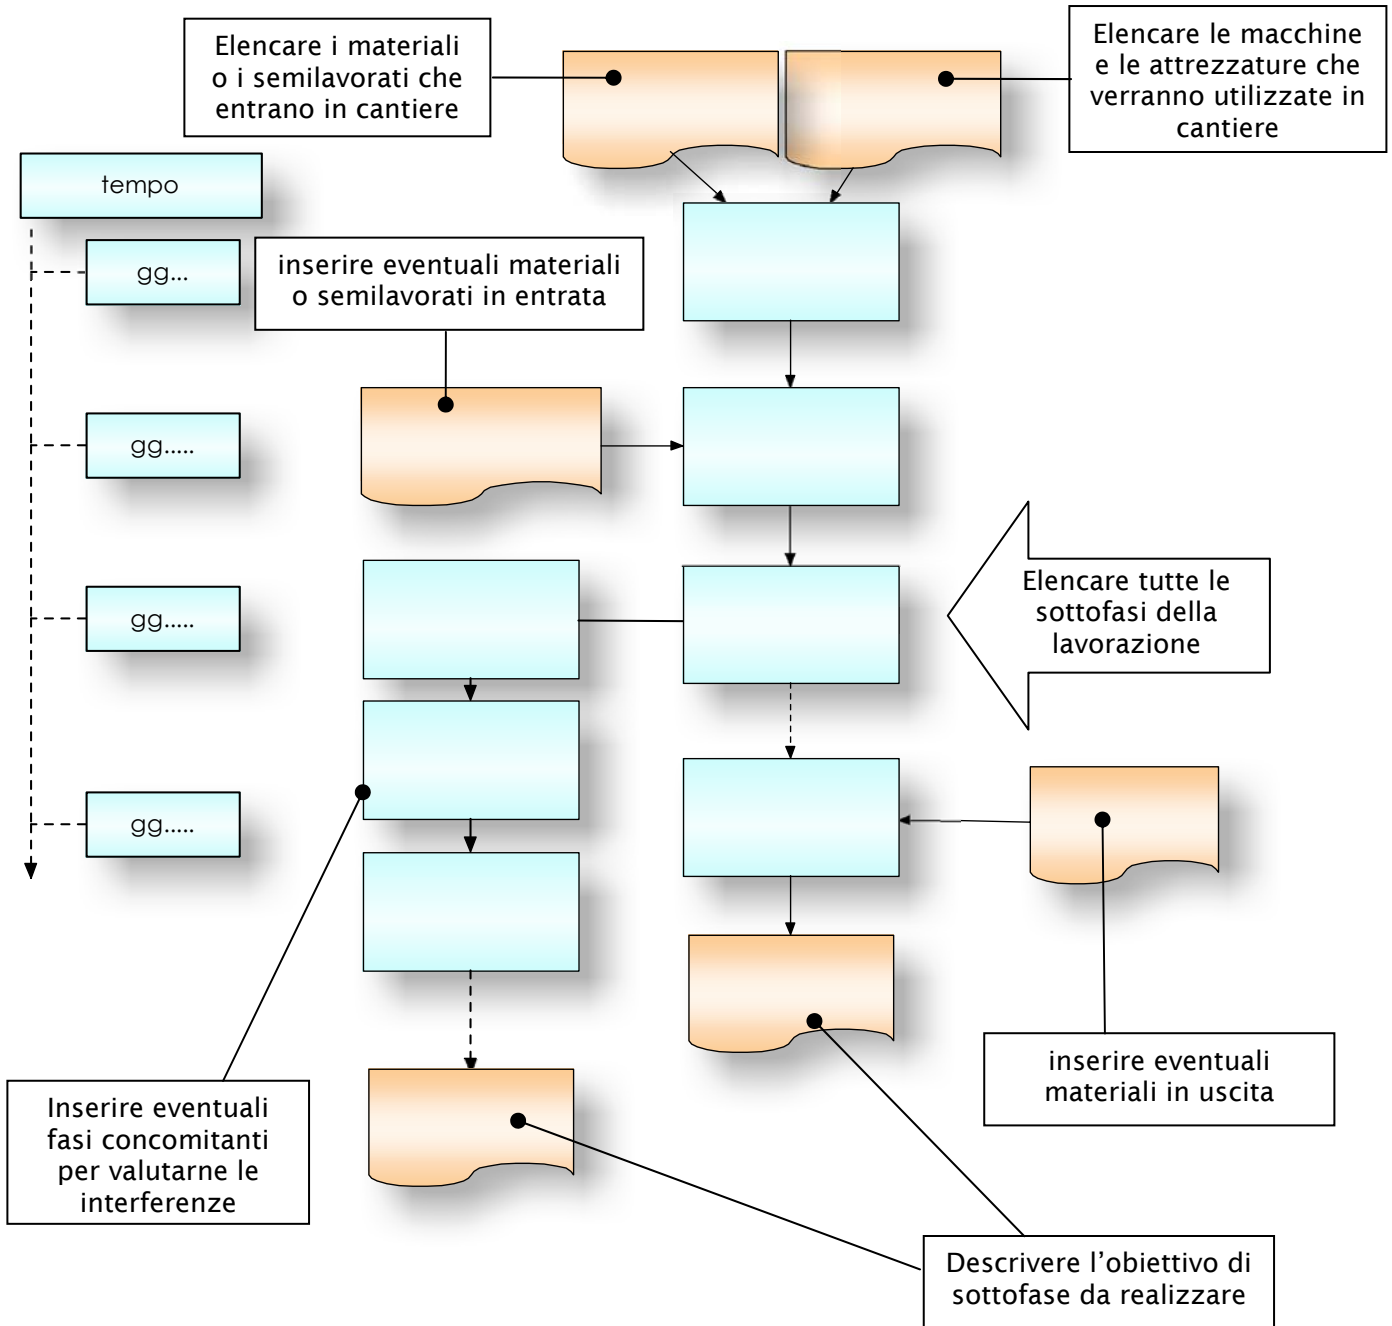 Elencare i materiali
o i semilavorati che
entrano in cantiere
Elencare le macchine
e le attrezzature che
verranno utilizzate in
cantiere
tempo
gg...
inserire eventuali materiali
o semilavorati in entrata
gg.....
gg.....
Elencare tutte le
sottofasi della
lavorazione
gg.....
inserire eventuali
materiali in uscita
Inserire eventuali
fasi concomitanti
per valutarne le
interferenze
Descrivere l’obiettivo di
sottofase da realizzare